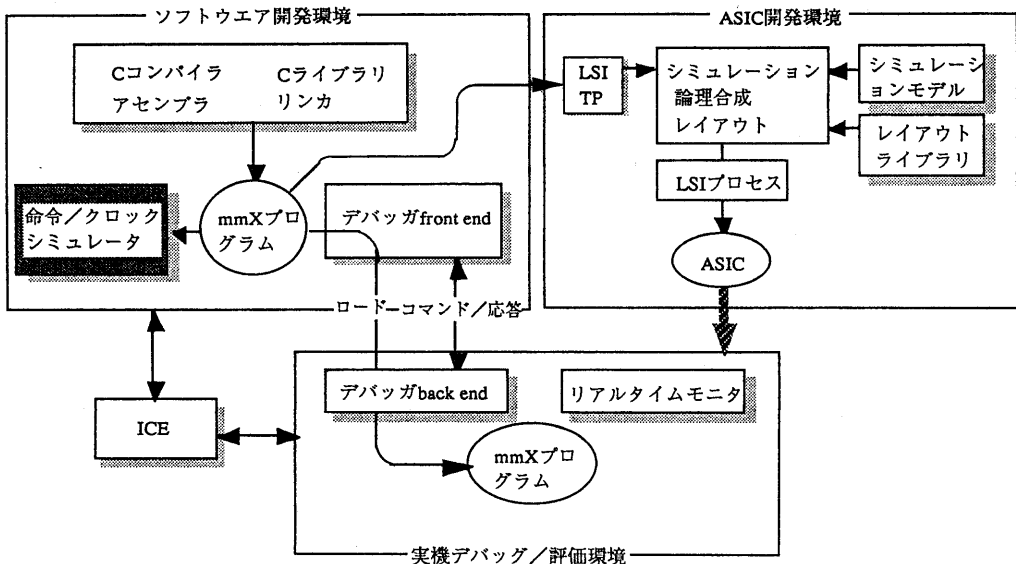 ソフトウエア開発環境
Cコンパイラ Cライブラリ
アセンブラ リンカ
mmXプロ
グラム
命令／クロック
シミュレータ
デバッガfront end
ロード
コマンド／応答
ASIC開発環境
LSI
TP
シミュレーション
論理合成
レイアウト
シミュレーシ
ョンモデル
レイアウト
ライブラリ
LSIプロセス
ASIC
ICE
デバッガback end
リアルタイムモニタ
mmXプロ
グラム
実機デバッグ／評価環境